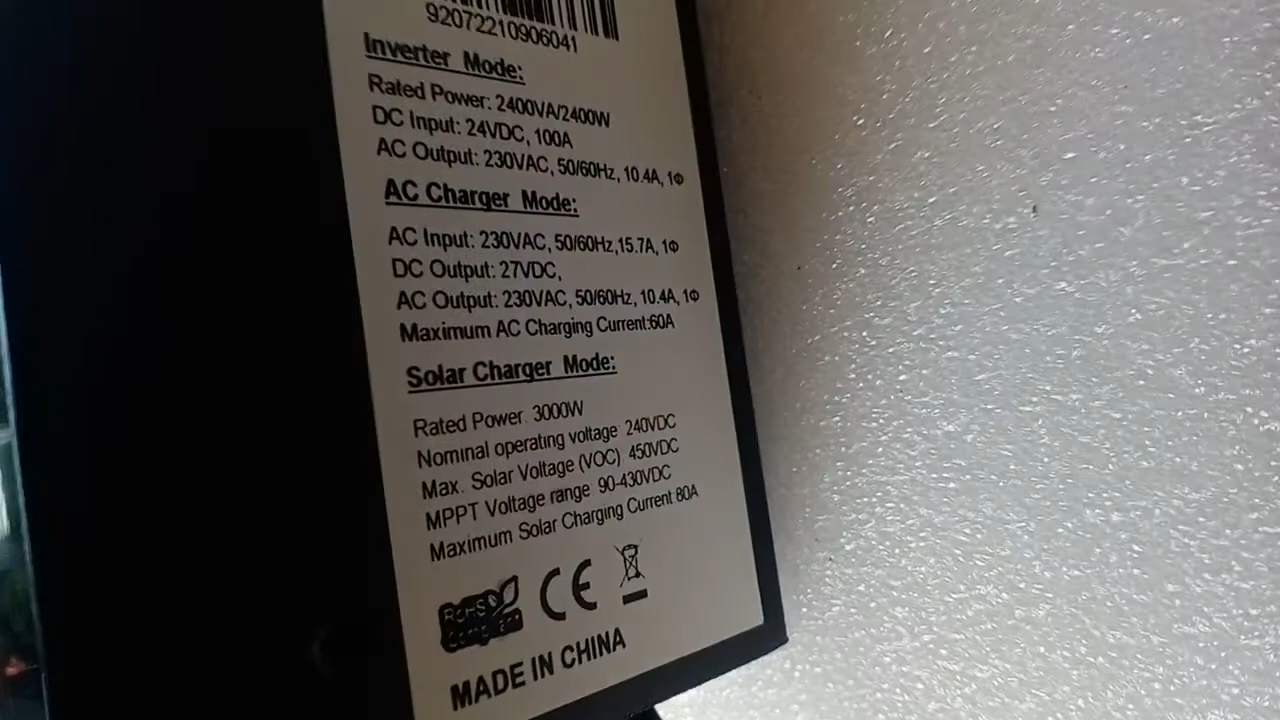 92072210906041
Inverter Mode:
Rated Power: 2400VA/2400W
DC Input: 24VDC, 100A
AC Output: 230VAC, 50/60Hz, 10.4A, 1Φ
AC Charger Mode:
AC Input: 230VAC, 50/60Hz,15.7A, 1Φ
DC Output: 27VDC,
AC Output: 230VAC, 50/60Hz, 10.4A, 1Φ
Maximum AC Charging Current:60A
Solar Charger Mode:
Rated Power: 3000W
Nominal operating voltage: 240VDC
Max. Solar Voltage (VOC): 450VDC
MPPT Voltage range: 90-430VDC
Maximum Solar Charging Current:80A
RoHS
CE
MADE IN CHINA